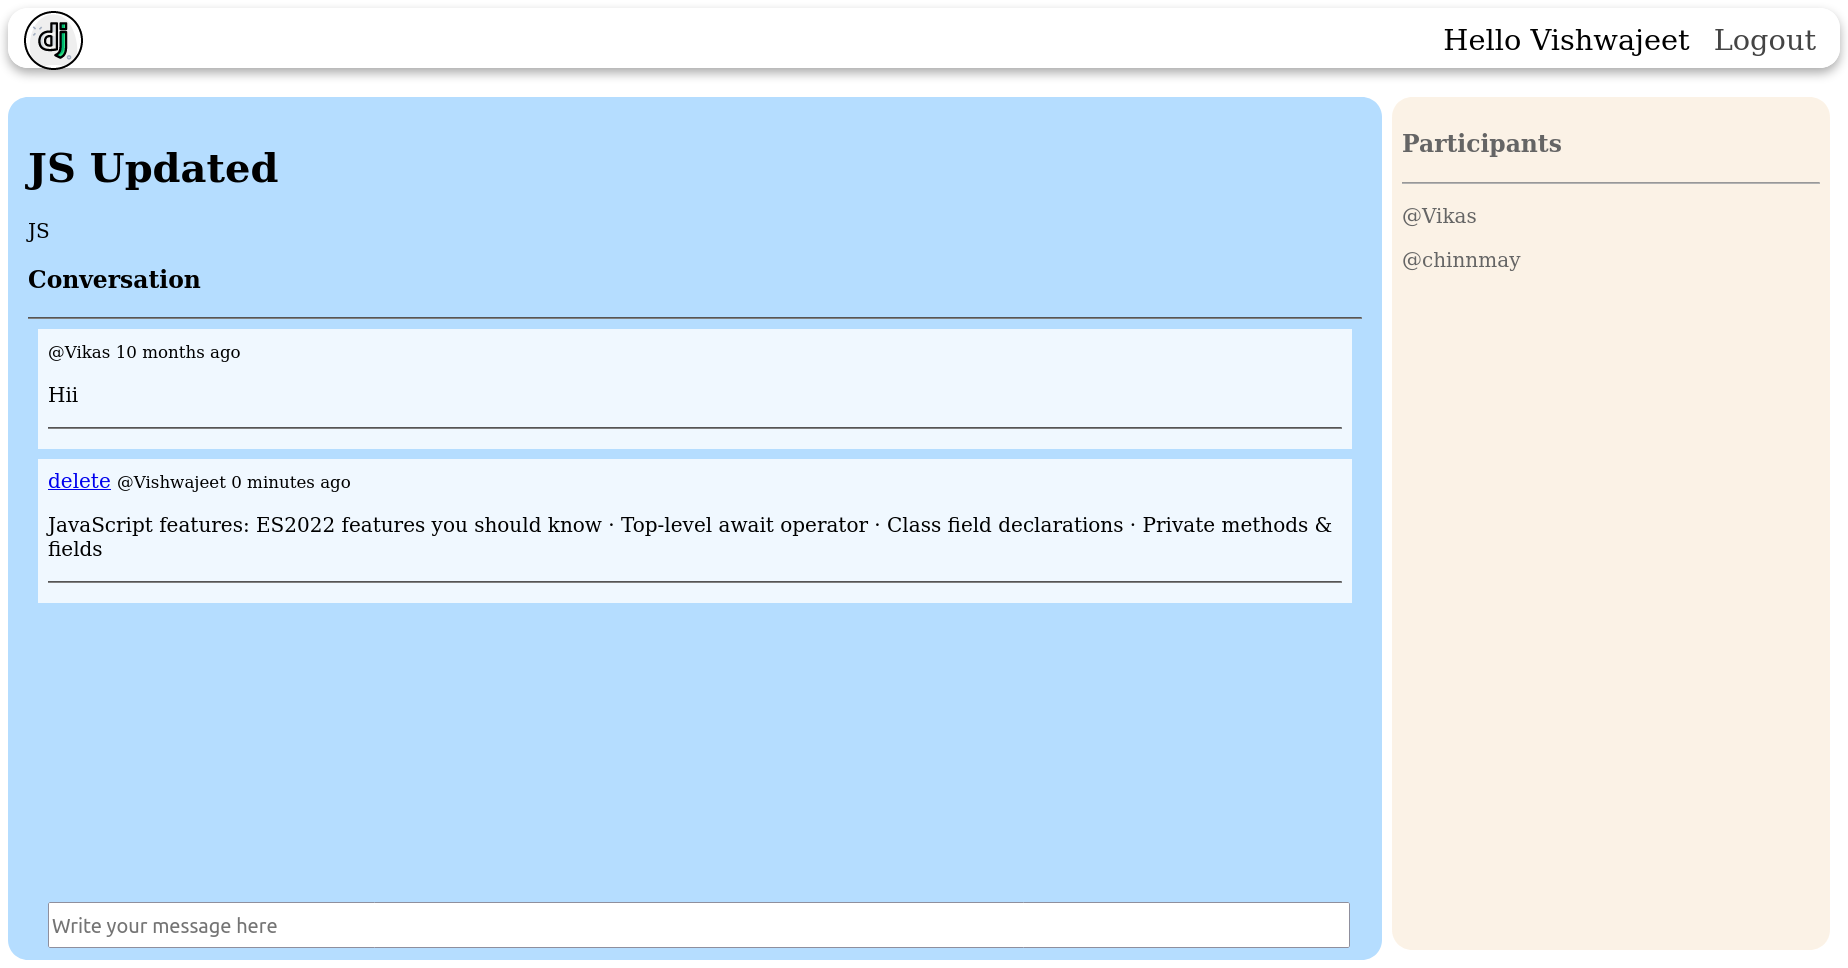 dj
Hello Vishwajeet Logout
JS Updated
JS
Conversation
@Vikas 10 months ago
Hii
delete @Vishwajeet 0 minutes ago
JavaScript features: ES2022 features you should know · Top-level await operator · Class field declarations · Private methods &
fields
Write your message here
Participants
@Vikas
@chinnmay